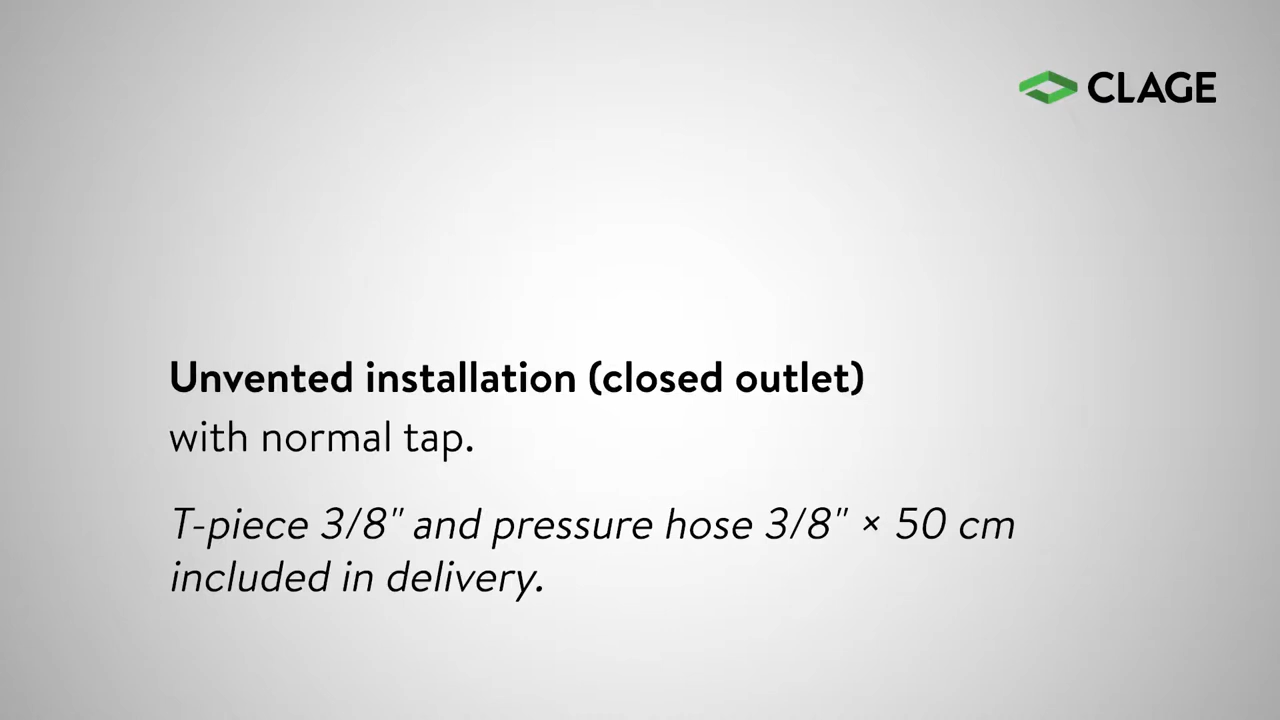 CLAGE
Unvented installation (closed outlet)
with normal tap.
T-piece 3/8" and pressure hose 3/8" × 50 cm
included in delivery.